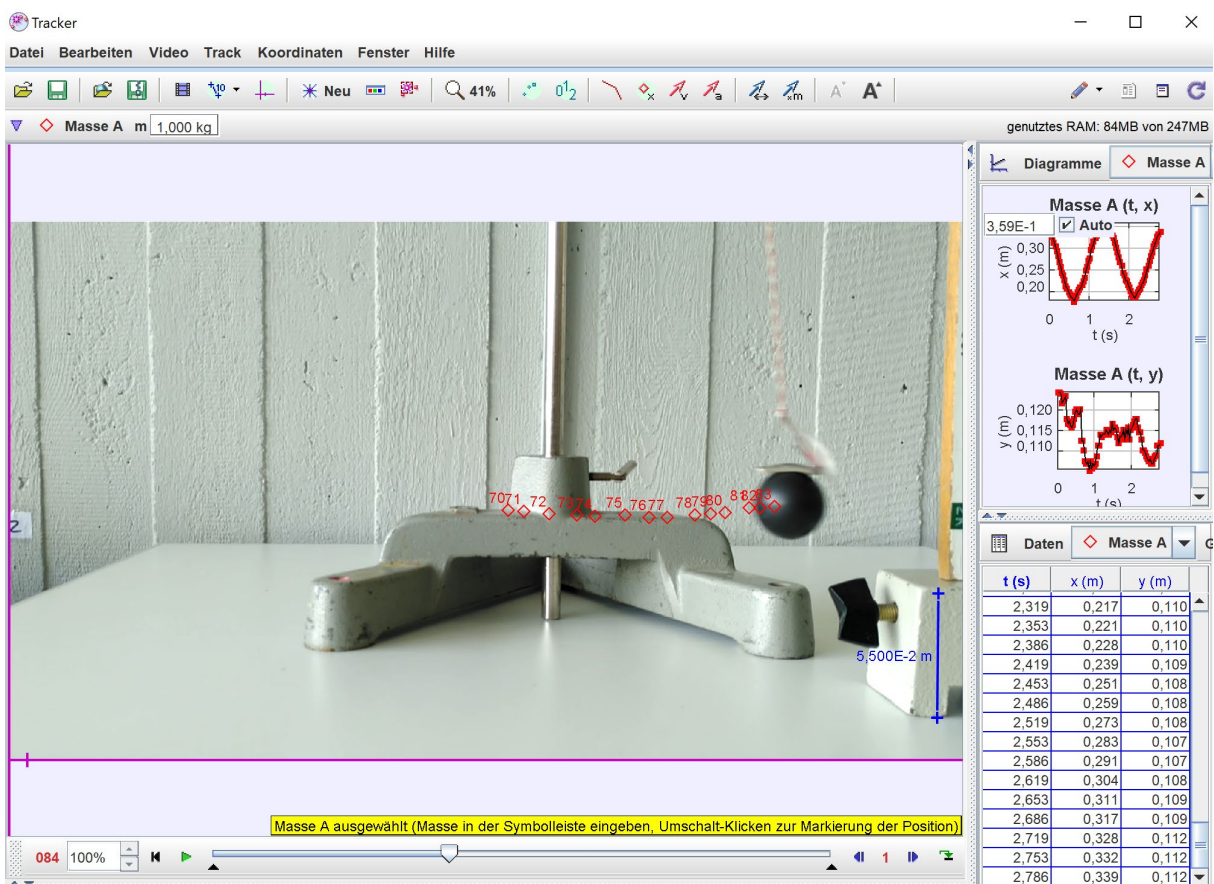 Tracker
Datei Bearbeiten Video Track Koordinaten Fenster Hilfe
Neu 41%
Masse A m 1,000 kg genutztes RAM: 84MB von 247MB
Diagramme Masse A
Masse A (t, x)
3,59E-1 Auto
x (m)
0,30
0,25
0,20
0 1 2
t (s)
Masse A (t, y)
y (m)
0,120
0,115
0,110
0 1 2
t (s)
70 71 72 73 74 75 76 77 78 79 80 81 82 83
2
5,500E-2 m
Daten Masse A
t (s) x (m) y (m)
2,319 0,217 0,110
2,353 0,221 0,110
2,386 0,228 0,110
2,419 0,239 0,109
2,453 0,251 0,108
2,486 0,259 0,108
2,519 0,273 0,108
2,553 0,283 0,107
2,586 0,291 0,107
2,619 0,304 0,108
2,653 0,311 0,109
2,686 0,317 0,109
2,719 0,328 0,112
2,753 0,332 0,112
2,786 0,339 0,112
Masse A ausgewählt (Masse in der Symbolleiste eingeben, Umschalt-Klicken zur Markierung der Position)
084 100% 1